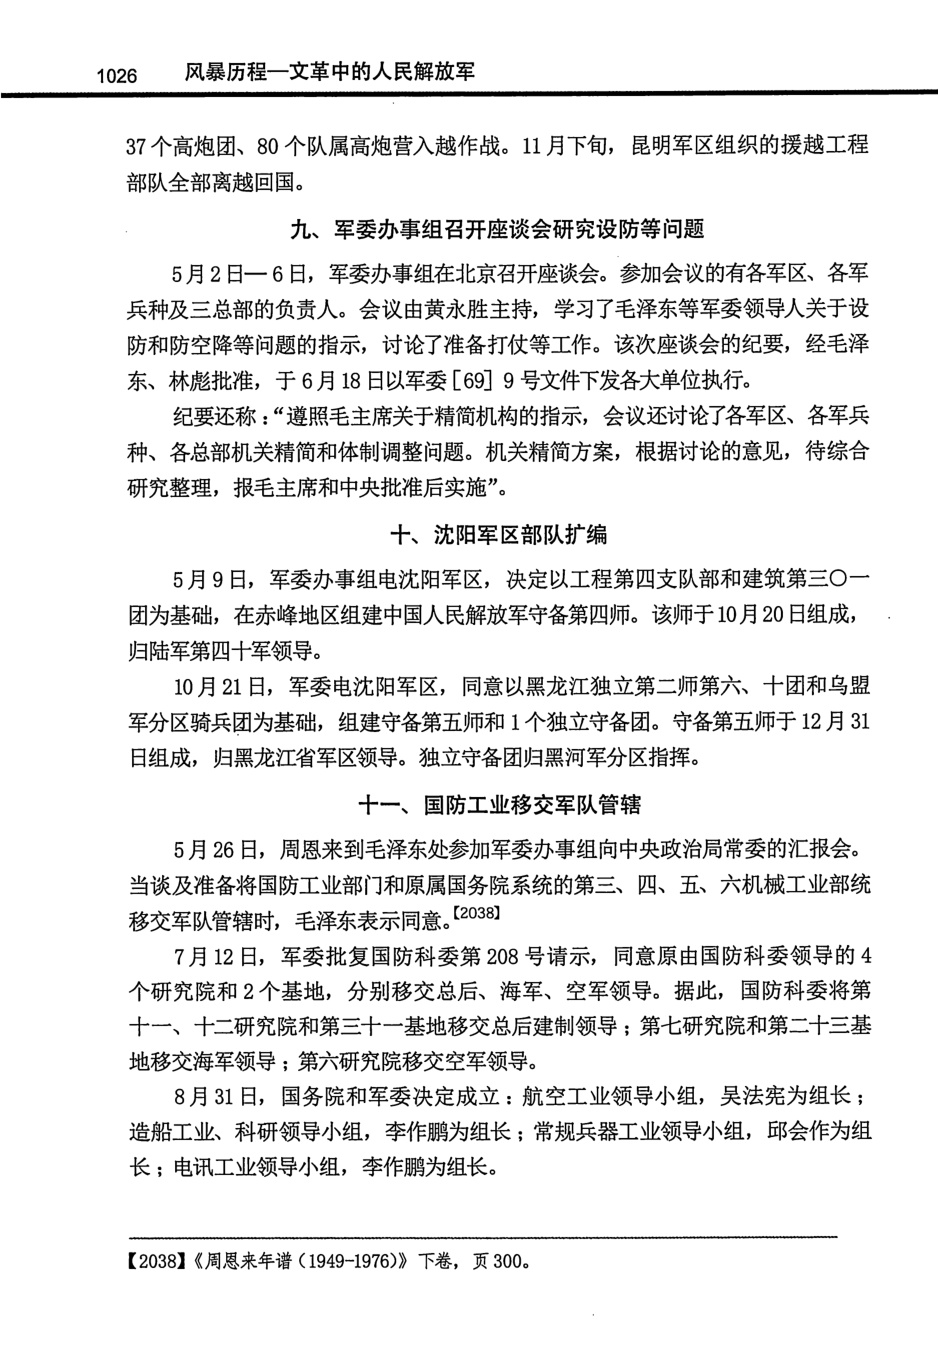 1026 风暴历程—文革中的人民解放军
37个高炮团、80个队属高炮营入越作战。11月下旬，昆明军区组织的援越工程
部队全部离越回国。
九、军委办事组召开座谈会研究设防等问题
5月2日—6日，军委办事组在北京召开座谈会。参加会议的有各军区、各军
兵种及三总部的负责人。会议由黄永胜主持，学习了毛泽东等军委领导人关于设
防和防空降等问题的指示，讨论了准备打仗等工作。该次座谈会的纪要，经毛泽
东、林彪批准，于6月18日以军委［69］9号文件下发各大单位执行。
纪要还称：“遵照毛主席关于精简机构的指示，会议还讨论了各军区、各军兵
种、各总部机关精简和体制调整问题。机关精简方案，根据讨论的意见，待综合
研究整理，报毛主席和中央批准后实施”。
十、沈阳军区部队扩编
5月9日，军委办事组电沈阳军区，决定以工程第四支队部和建筑第三〇一
团为基础，在赤峰地区组建中国人民解放军守备第四师。该师于10月20日组成，
归陆军第四十军领导。
10月21日，军委电沈阳军区，同意以黑龙江独立第二师第六、十团和乌盟
军分区骑兵团为基础，组建守备第五师和1个独立守备团。守备第五师于12月31
日组成，归黑龙江省军区领导。独立守备团归黑河军分区指挥。
十一、国防工业移交军队管辖
5月26日，周恩来到毛泽东处参加军委办事组向中央政治局常委的汇报会。
当谈及准备将国防工业部门和原属国务院系统的第三、四、五、六机械工业部统
移交军队管辖时，毛泽东表示同意。【2038】
7月12日，军委批复国防科委第208号请示，同意原由国防科委领导的4
个研究院和2个基地，分别移交总后、海军、空军领导。据此，国防科委将第
十一、十二研究院和第三十一基地移交总后建制领导；第七研究院和第二十三基
地移交海军领导；第六研究院移交空军领导。
8月31日，国务院和军委决定成立：航空工业领导小组，吴法宪为组长；
造船工业、科研领导小组，李作鹏为组长；常规兵器工业领导小组，邱会作为组
长；电讯工业领导小组，李作鹏为组长。
【2038】《周恩来年谱（1949-1976）》下卷，页300。